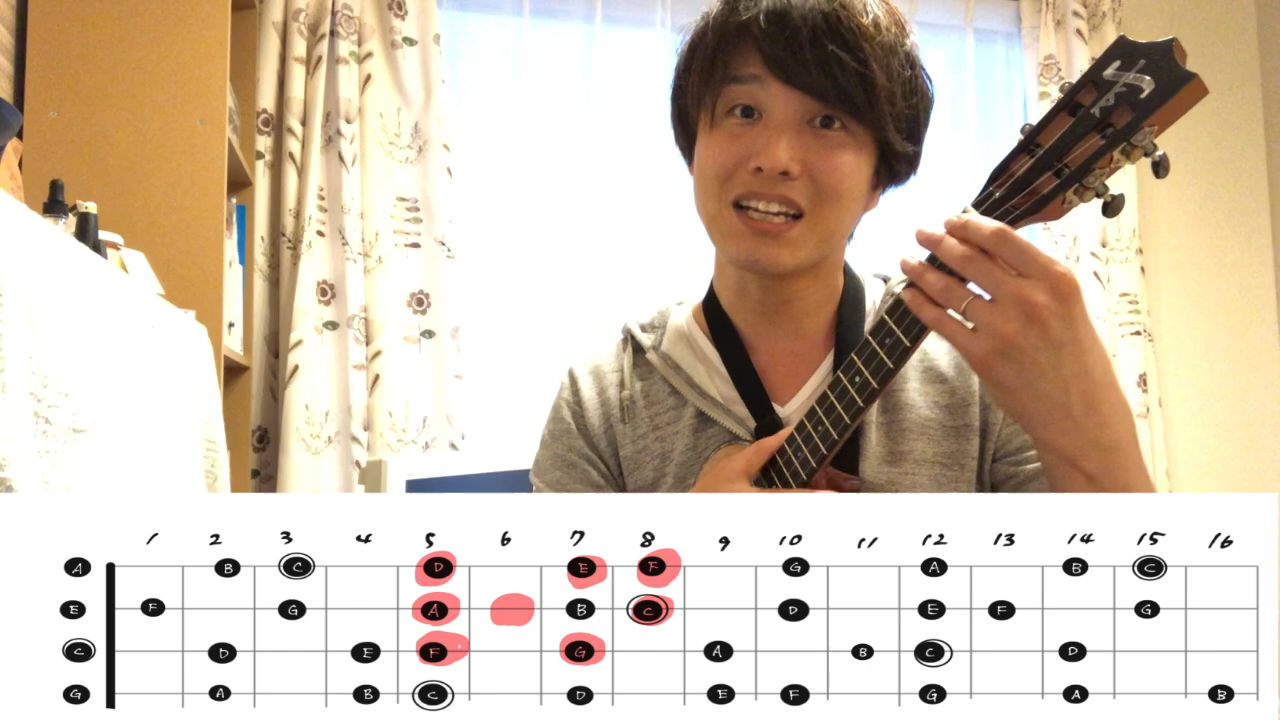 1 2 3 4 5 6 7 8 9 10 11 12 13 14 15 16
A B C D E F G A B C
E F G A B C D E F G
C D E F G A B C D
G A B C D E F G A B